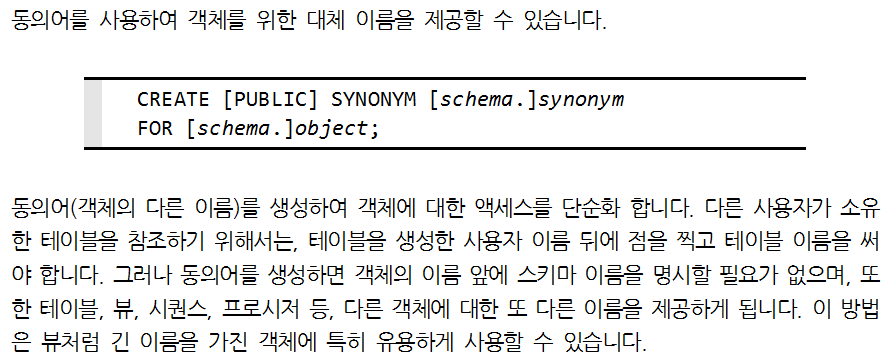 동의어를 사용하여 객체를 위한 대체 이름을 제공할 수 있습니다.
CREATE [PUBLIC] SYNONYM [schema.]synonym
FOR [schema.]object;
동의어(객체의 다른 이름)를 생성하여 객체에 대한 액세스를 단순화 합니다. 다른 사용자가 소유
한 테이블을 참조하기 위해서는, 테이블을 생성한 사용자 이름 뒤에 점을 찍고 테이블 이름을 써
야 합니다. 그러나 동의어를 생성하면 객체의 이름 앞에 스키마 이름을 명시할 필요가 없으며, 또
한 테이블, 뷰, 시퀀스, 프로시저 등, 다른 객체에 대한 또 다른 이름을 제공하게 됩니다. 이 방법
은 뷰처럼 긴 이름을 가진 객체에 특히 유용하게 사용할 수 있습니다.